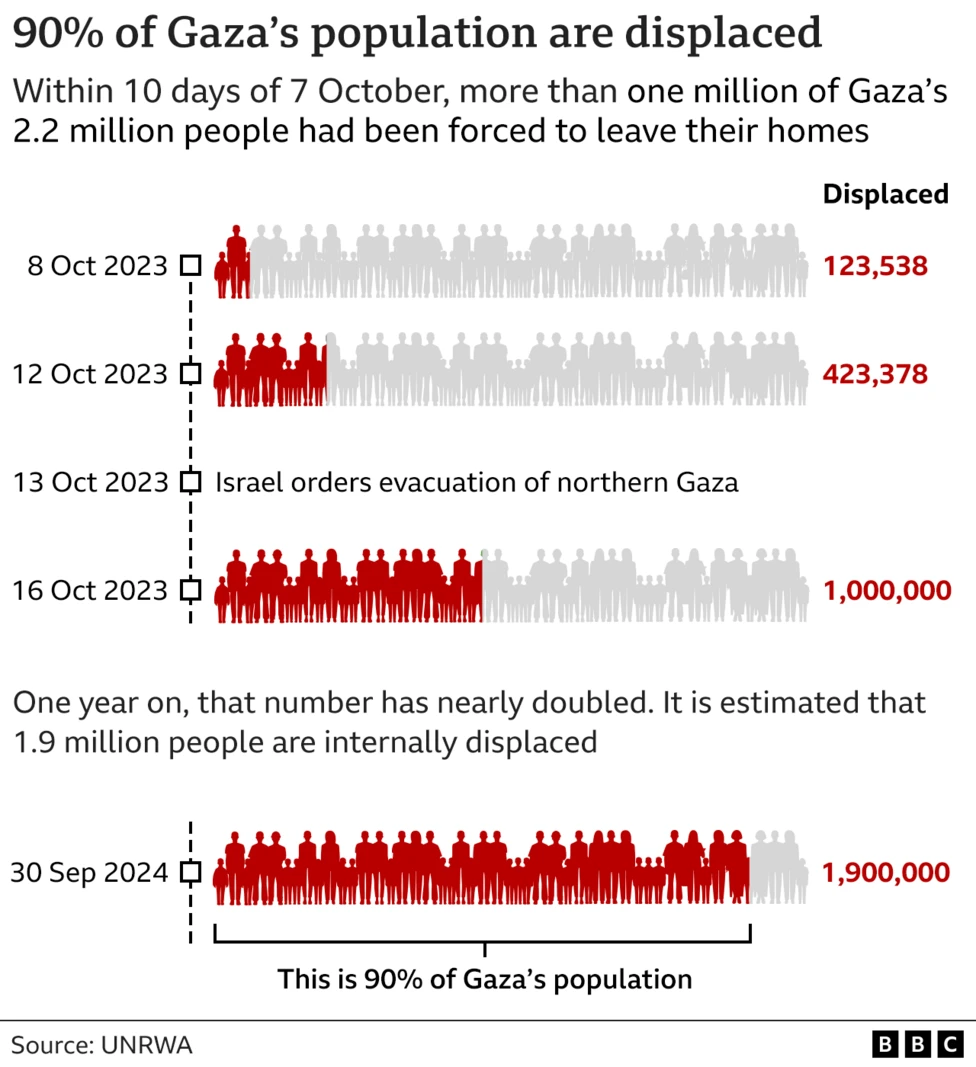 90% of Gaza’s population are displaced
Within 10 days of 7 October, more than one million of Gaza’s
2.2 million people had been forced to leave their homes
Displaced
8 Oct 2023 123,538
12 Oct 2023 423,378
13 Oct 2023 Israel orders evacuation of northern Gaza
16 Oct 2023 1,000,000
One year on, that number has nearly doubled. It is estimated that
1.9 million people are internally displaced
30 Sep 2024 1,900,000
This is 90% of Gaza’s population
Source: UNRWA
BBC